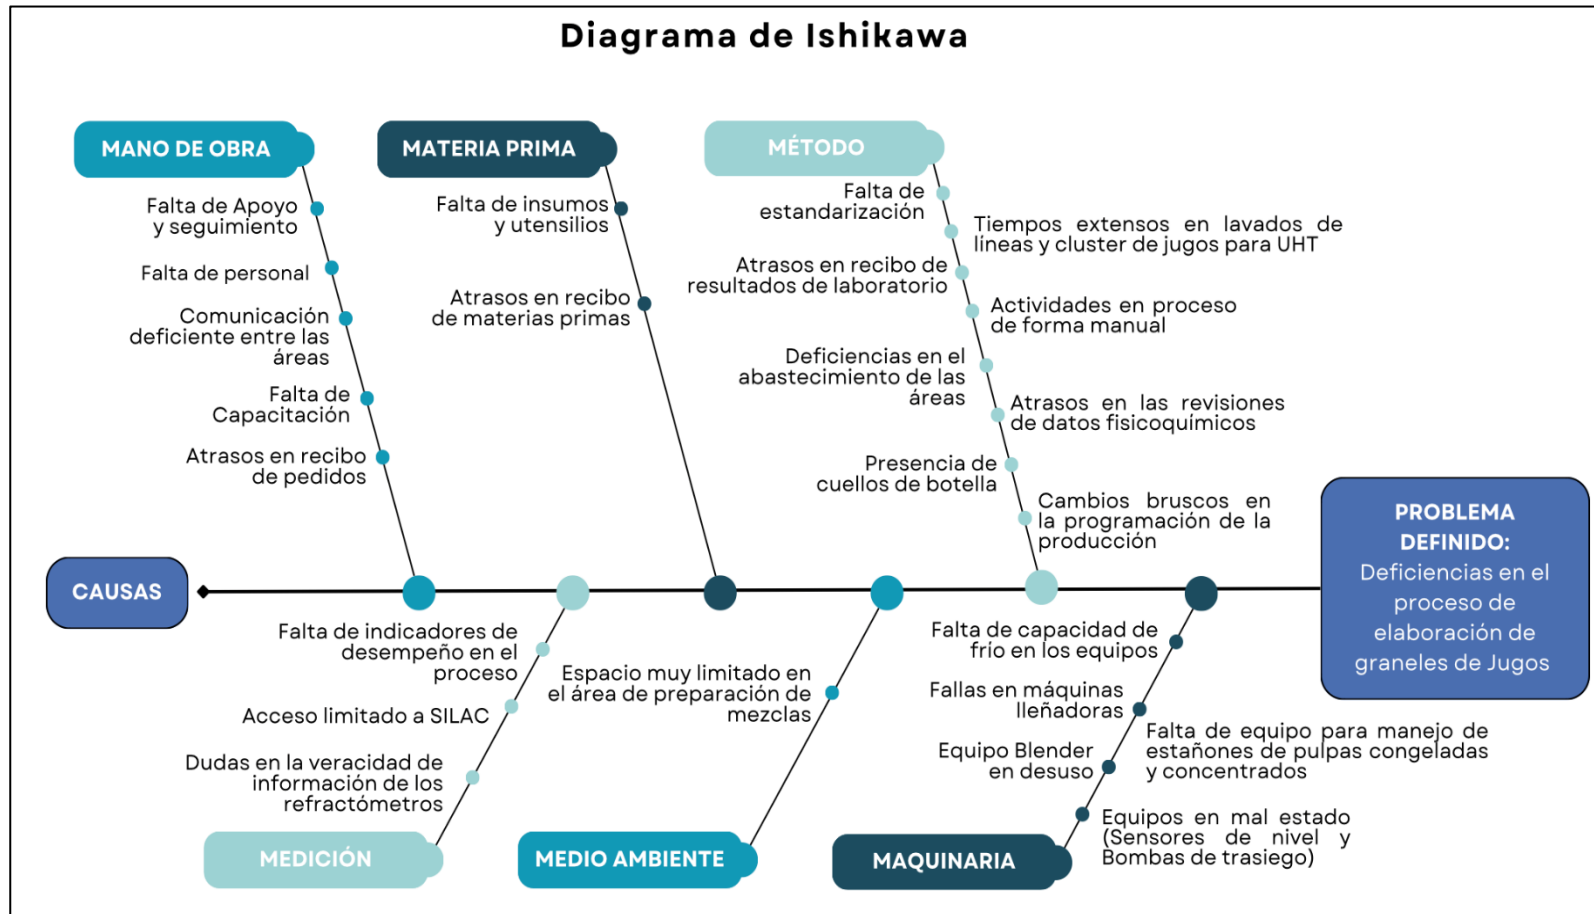 Diagrama de Ishikawa
MANO DE OBRA
Falta de Apoyo
y seguimiento
Falta de personal
Comunicación
deficiente entre las
áreas
Falta de
Capacitación
Atrasos en recibo
de pedidos
MATERIA PRIMA
Falta de insumos
y utensilios
Atrasos en recibo
de materias primas
MÉTODO
Falta de
estandarización
Tiempos extensos en lavados de
líneas y cluster de jugos para UHT
Atrasos en recibo de
resultados de laboratorio
Actividades en proceso
de forma manual
Deficiencias en el
abastecimiento de las
áreas
Atrasos en las revisiones
de datos fisicoquímicos
Presencia de
cuellos de botella
Cambios bruscos en
la programación de la
producción
CAUSAS
PROBLEMA
DEFINIDO:
Deficiencias en el
proceso de
elaboración de
graneles de Jugos
Falta de indicadores de
desempeño en el
proceso
Acceso limitado a SILAC
Dudas en la veracidad de
información de los
refractómetros
MEDICIÓN
Espacio muy limitado en
el área de preparación de
mezclas
MEDIO AMBIENTE
Falta de capacidad de
frío en los equipos
Fallas en máquinas
lleñadoras
Falta de equipo para manejo de
estañones de pulpas congeladas
y concentrados
Equipo Blender
en desuso
Equipos en mal estado
(Sensores de nivel y
Bombas de trasiego)
MAQUINARIA